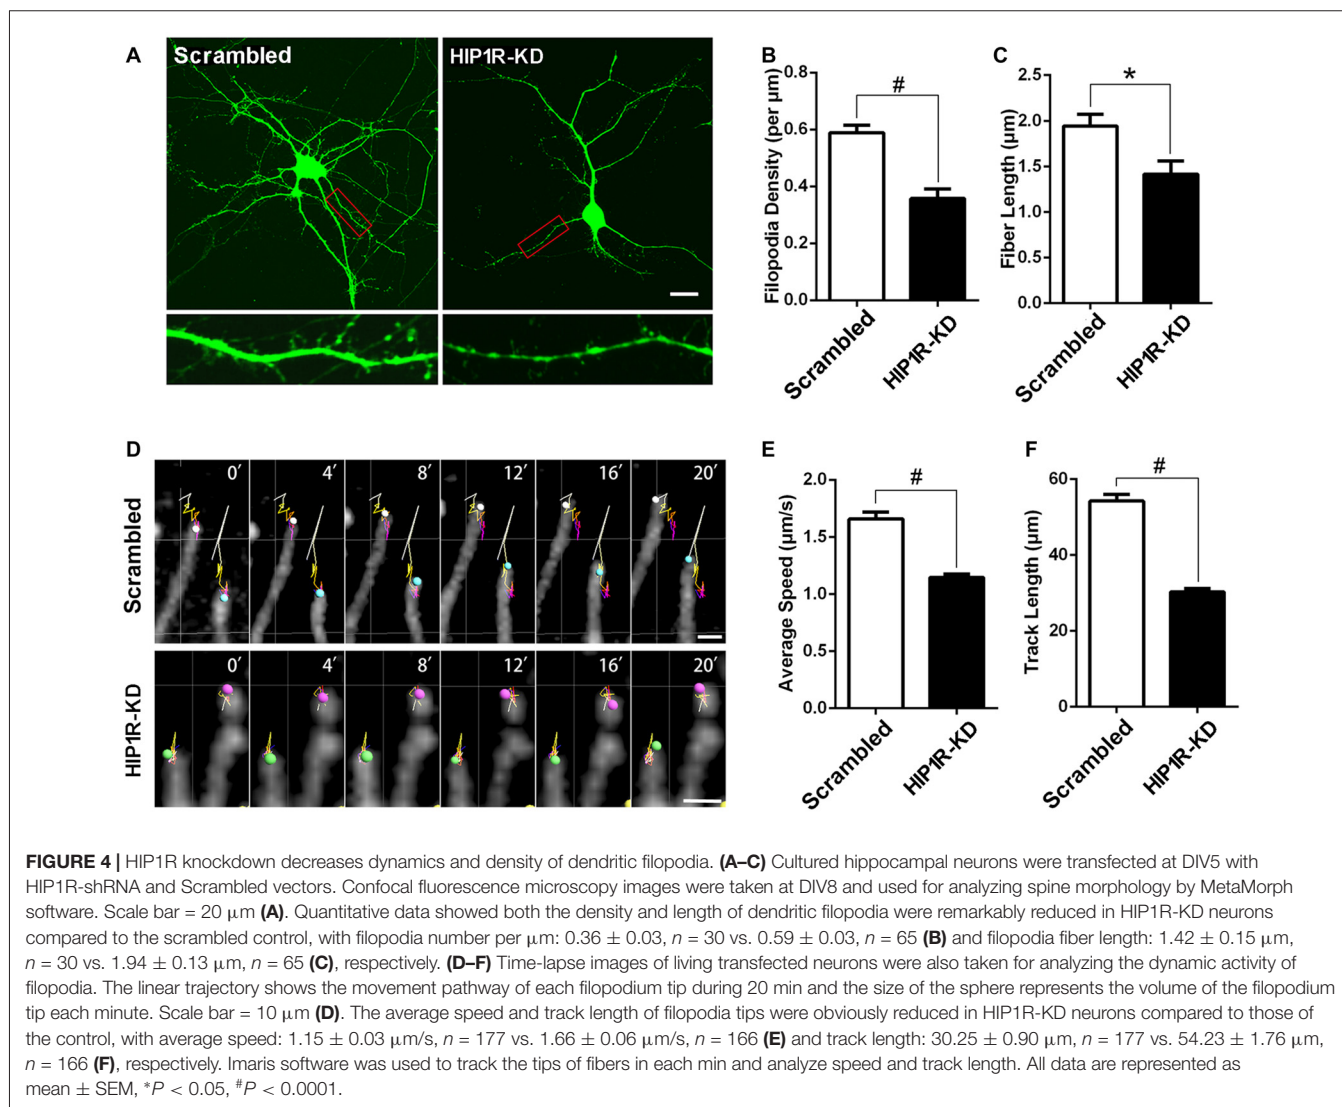 A
Scrambled
HIP1R-KD
B
Filopodia Density (per μm)
0.8
0.6
0.4
0.2
0.0
#
Scrambled
HIP1R-KD
C
Fiber Length (μm)
2.5
2.0
1.5
1.0
0.5
0.0
*
Scrambled
HIP1R-KD
D
Scrambled
0′ 4′ 8′ 12′ 16′ 20′
HIP1R-KD
0′ 4′ 8′ 12′ 16′ 20′
E
Average Speed (μm/s)
2.0
1.5
1.0
0.5
0.0
#
Scrambled
HIP1R-KD
F
Track Length (μm)
60
40
20
0
#
Scrambled
HIP1R-KD
FIGURE 4 | HIP1R knockdown decreases dynamics and density of dendritic filopodia. (A–C) Cultured hippocampal neurons were transfected at DIV5 with
HIP1R-shRNA and Scrambled vectors. Confocal fluorescence microscopy images were taken at DIV8 and used for analyzing spine morphology by MetaMorph
software. Scale bar = 20 μm (A). Quantitative data showed both the density and length of dendritic filopodia were remarkably reduced in HIP1R-KD neurons
compared to the scrambled control, with filopodia number per μm: 0.36 ± 0.03, n = 30 vs. 0.59 ± 0.03, n = 65 (B) and filopodia fiber length: 1.42 ± 0.15 μm,
n = 30 vs. 1.94 ± 0.13 μm, n = 65 (C), respectively. (D–F) Time-lapse images of living transfected neurons were also taken for analyzing the dynamic activity of
filopodia. The linear trajectory shows the movement pathway of each filopodium tip during 20 min and the size of the sphere represents the volume of the filopodium
tip each minute. Scale bar = 10 μm (D). The average speed and track length of filopodia tips were obviously reduced in HIP1R-KD neurons compared to those of
the control, with average speed: 1.15 ± 0.03 μm/s, n = 177 vs. 1.66 ± 0.06 μm/s, n = 166 (E) and track length: 30.25 ± 0.90 μm, n = 177 vs. 54.23 ± 1.76 μm,
n = 166 (F), respectively. Imaris software was used to track the tips of fibers in each min and analyze speed and track length. All data are represented as
mean ± SEM, *P < 0.05, #P < 0.0001.